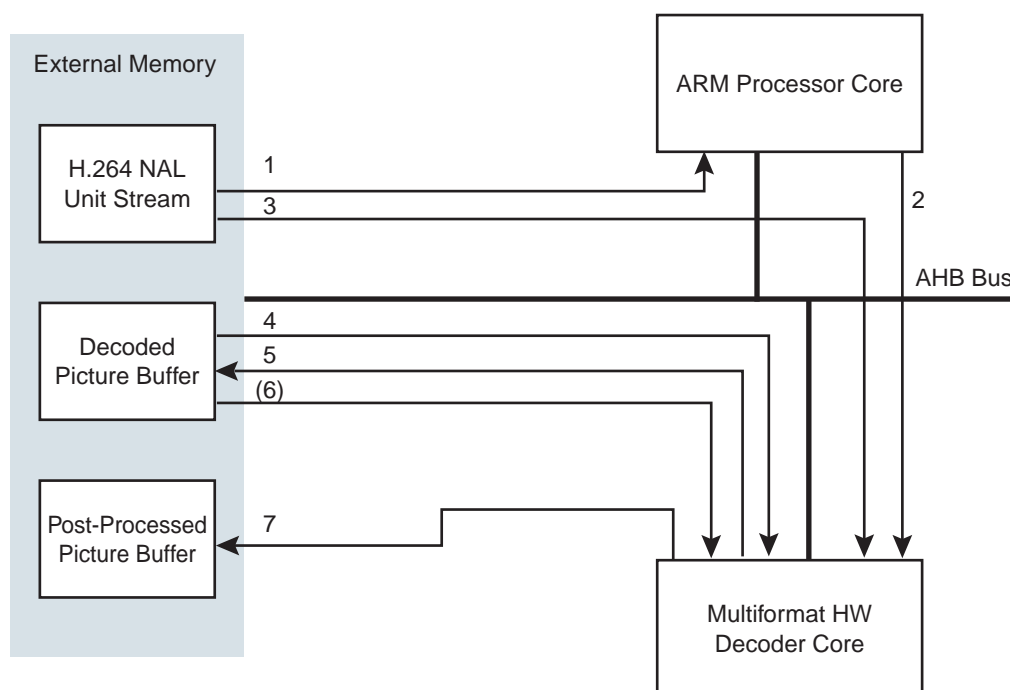 External Memory
ARM Processor Core
H.264 NAL
Unit Stream
1
3
2
AHB Bus
Decoded
Picture Buffer
4
5
(6)
Post-Processed
Picture Buffer
7
Multiformat HW
Decoder Core